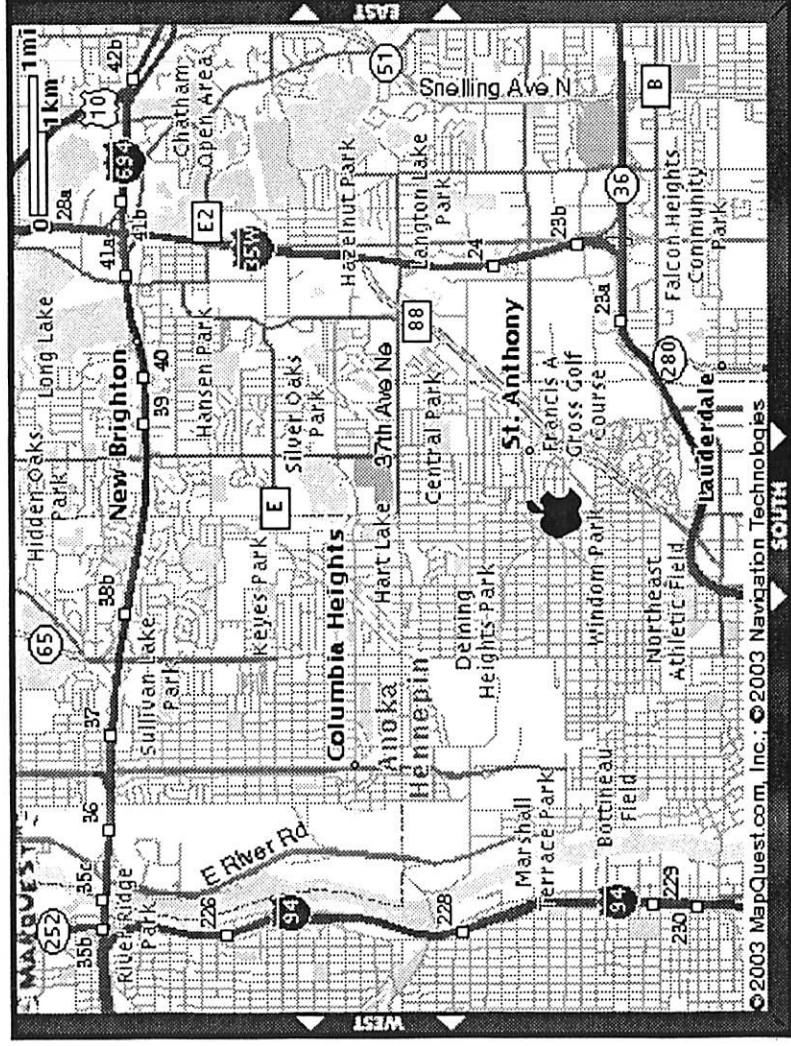 MAPQUEST
0 1mi
1km
252
35b
35c
36
37
65
38b
39
40
41a
41b
28a
694
10
42b
River Ridge
Park
Sullivan Lake
Park
Hidden Oaks
Park
New Brighton
Long Lake
Hansen Park
Chatham
Open Area
E2
35W
E River Rd
226
94
Keyes Park
E
Silver Oaks
Park
Columbia Heights
Hart Lake
37th Ave Ne
88
Hazelnut Park
Langton Lake
Park
51
Snelling Ave N
Anoka
Hennepin
228
Deming
Heights Park
Central Park
St. Anthony
24
23b
Marshall
Terrace Park
Francis A
Gross Golf
Course
Windom Park
23a
36
B
Bottineau
Field
94
229
230
Northeast
Athletic Field
Lauderdale
280
Falcon Heights
Community
Park
©2003 MapQuest.com, Inc.; ©2003 Navigation Technologies
WEST
EAST
SOUTH